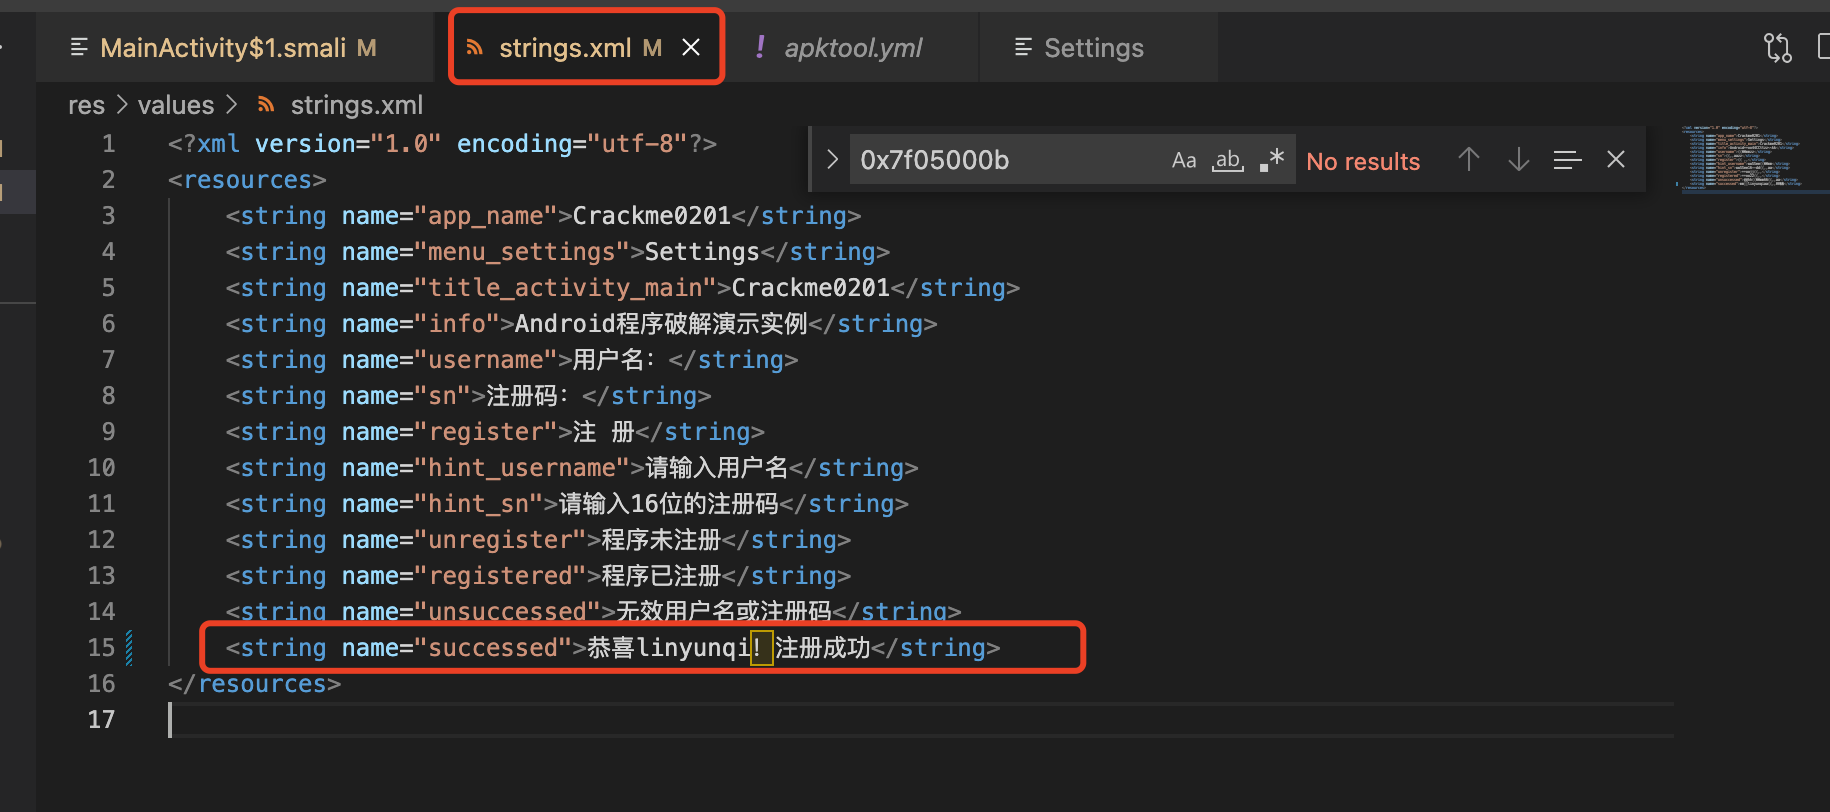 MainActivity$1.smali M
strings.xml M
! apktool.yml
Settings
res > values > strings.xml
0x7f05000b Aa ab .* No results
1 <?xml version="1.0" encoding="utf-8"?>
2 <resources>
3 <string name="app_name">Crackme0201</string>
4 <string name="menu_settings">Settings</string>
5 <string name="title_activity_main">Crackme0201</string>
6 <string name="info">Android程序破解演示实例</string>
7 <string name="username">用户名：</string>
8 <string name="sn">注册码：</string>
9 <string name="register">注 册</string>
10 <string name="hint_username">请输入用户名</string>
11 <string name="hint_sn">请输入16位的注册码</string>
12 <string name="unregister">程序未注册</string>
13 <string name="registered">程序已注册</string>
14 <string name="unsuccessed">无效用户名或注册码</string>
15 <string name="successed">恭喜linyunqi！注册成功</string>
16 </resources>
17